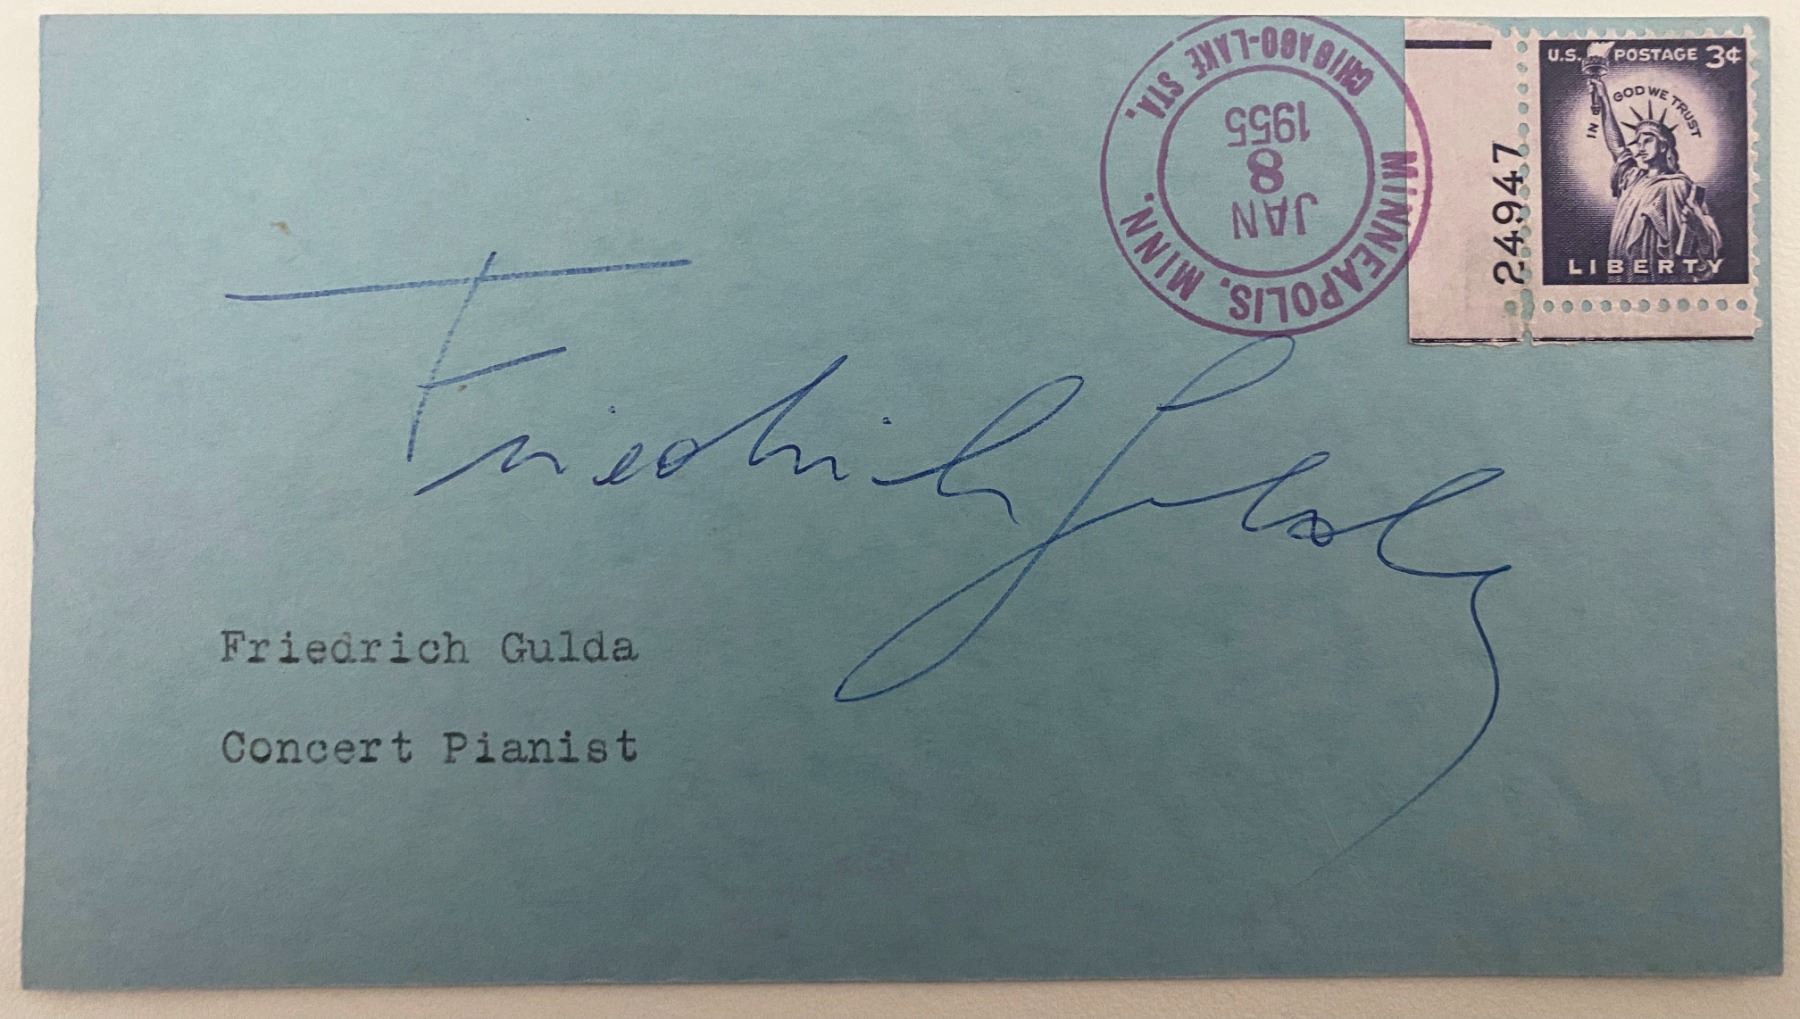 CHICAGO-LAKE STA.
MINNEAPOLIS, MINN.
JAN
8
1955
24947
U.S. POSTAGE 3¢
IN GOD WE TRUST
LIBERTY
Friedrich Gulda
Friedrich Gulda
Concert Pianist